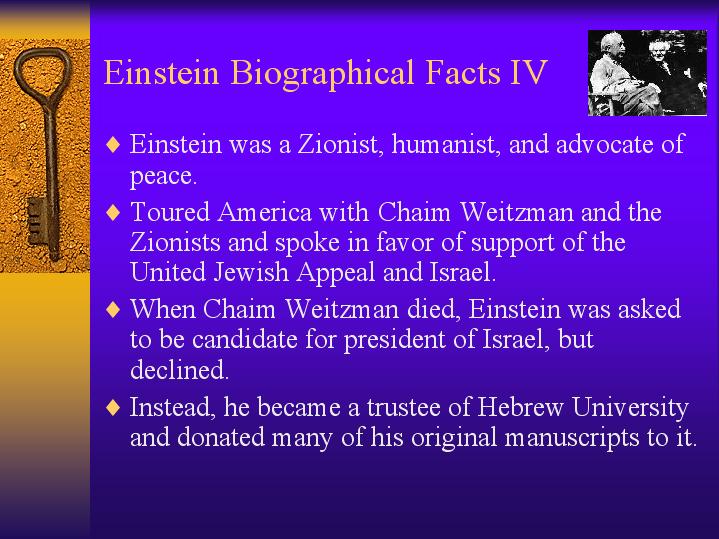 Einstein Biographical Facts IV
Einstein was a Zionist, humanist, and advocate of
peace.
Toured America with Chaim Weitzman and the
Zionists and spoke in favor of support of the
United Jewish Appeal and Israel.
When Chaim Weitzman died, Einstein was asked
to be candidate for president of Israel, but
declined.
Instead, he became a trustee of Hebrew University
and donated many of his original manuscripts to it.